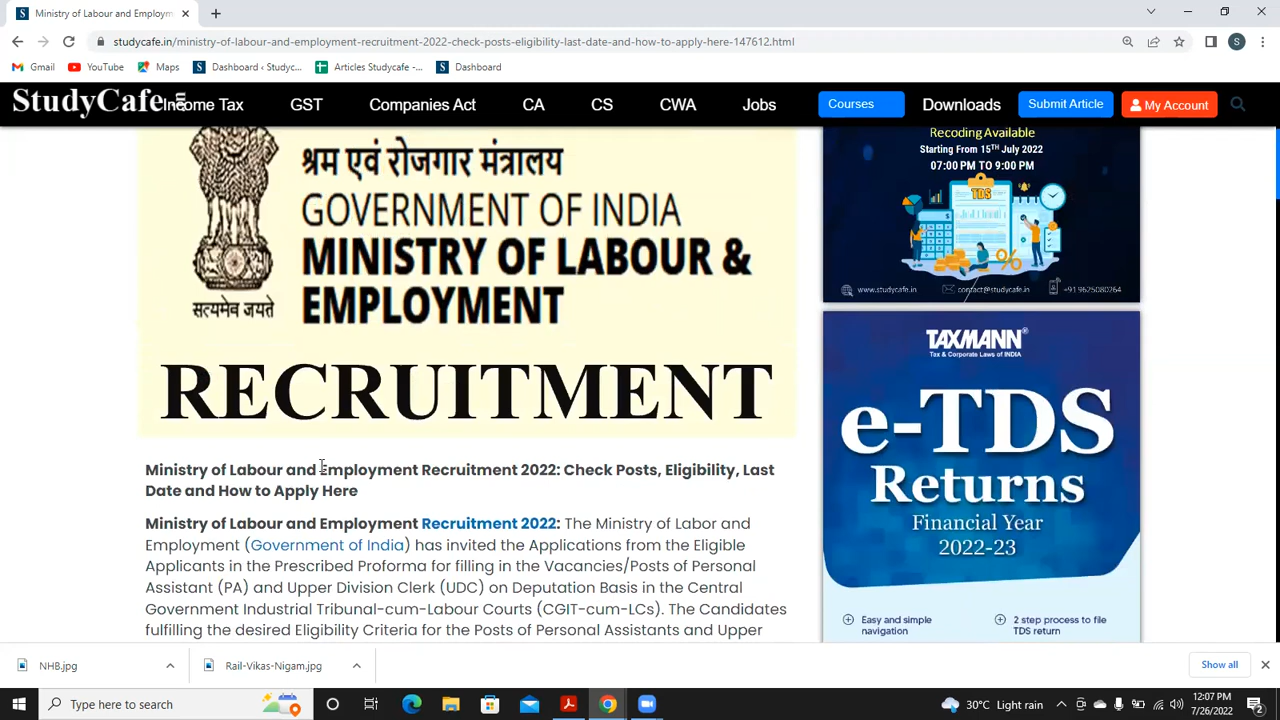 Ministry of Labour and Employm
studycafe.in/ministry-of-labour-and-employment-recruitment-2022-check-posts-eligibility-last-date-and-how-to-apply-here-147612.html
S
Gmail
YouTube
Maps
Dashboard ‹ Studyc...
Articles Studycafe -...
Dashboard
StudyCafe.in
Income Tax
GST
Companies Act
CA
CS
CWA
Jobs
Courses
Downloads
Submit Article
My Account
श्रम एवं रोजगार मंत्रालय
GOVERNMENT OF INDIA
MINISTRY OF LABOUR &
EMPLOYMENT
सत्यमेव जयते
RECRUITMENT
Ministry of Labour and Employment Recruitment 2022: Check Posts, Eligibility, Last
Date and How to Apply Here
Ministry of Labour and Employment Recruitment 2022: The Ministry of Labor and
Employment (Government of India) has invited the Applications from the Eligible
Applicants in the Prescribed Proforma for filling in the Vacancies/Posts of Personal
Assistant (PA) and Upper Division Clerk (UDC) on Deputation Basis in the Central
Government Industrial Tribunal-cum-Labour Courts (CGIT-cum-LCs). The Candidates
fulfilling the desired Eligibility Criteria for the Posts of Personal Assistants and Upper
Recoding Available
Starting From 15TH July 2022
07:00 PM TO 9:00 PM
TDS
%
www.studycafe.in
contact@studycafe.in
+91 9625080264
TAXMANN®
Tax & Corporate Laws of INDIA
e-TDS
Returns
Financial Year
2022-23
Easy and simple
navigation
2 step process to file
TDS return
NHB.jpg
Rail-Vikas-Nigam.jpg
Show all
Type here to search
30°C Light rain
12:07 PM
7/26/2022
2